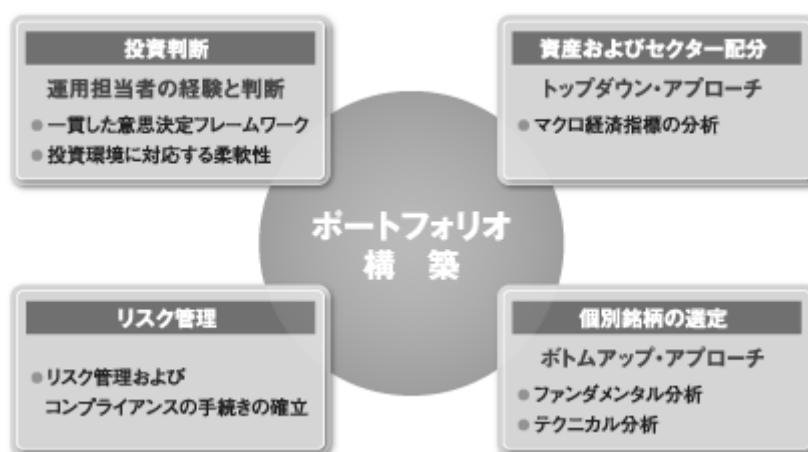 投資判断
運用担当者の経験と判断
●一貫した意思決定フレームワーク
●投資環境に対応する柔軟性
資産およびセクター配分
トップダウン・アプローチ
●マクロ経済指標の分析
ポートフォリオ
構 築
リスク管理
●リスク管理および
コンプライアンスの手続きの確立
個別銘柄の選定
ボトムアップ・アプローチ
●ファンダメンタル分析
●テクニカル分析